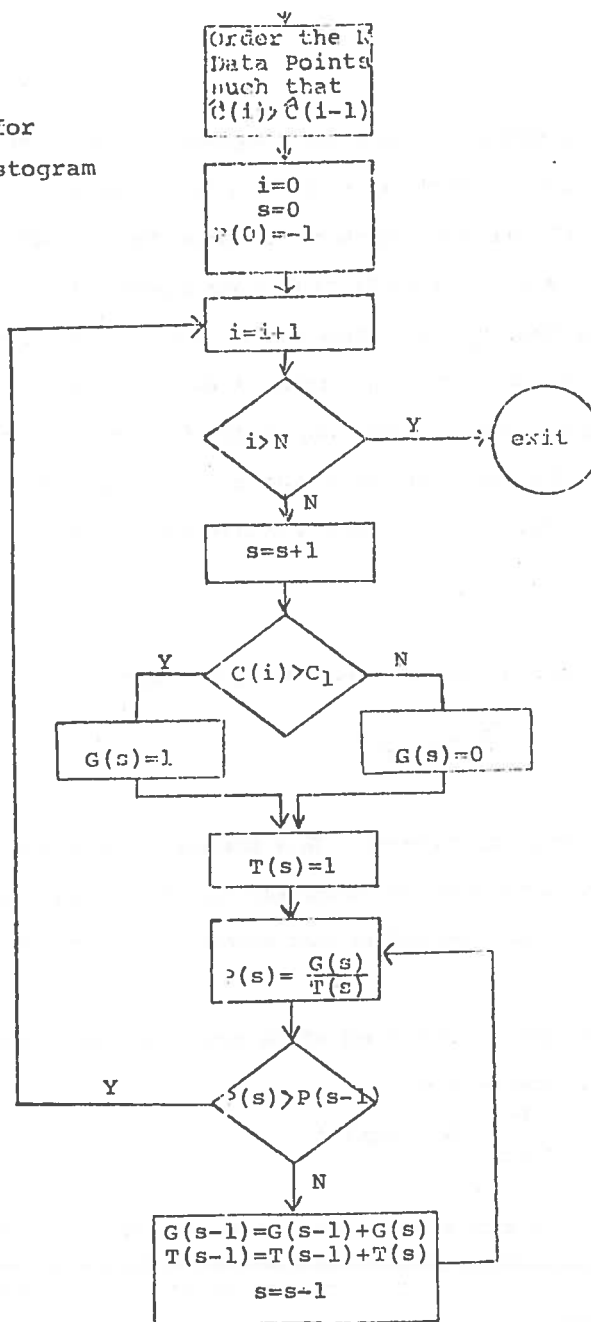 Order the N
Data Points
such that
Ĉ(i)>Ĉ(i-1)
for
stogram
i=0
s=0
P(0)=-1
i=i+1
i>N
Y
exit
N
s=s+1
Y
C(i)>C1
N
G(s)=1
G(s)=0
T(s)=1
P(s)= G(s)
T(s)
Y
P(s)>P(s-1)
N
G(s-1)=G(s-1)+G(s)
T(s-1)=T(s-1)+T(s)
s=s-1